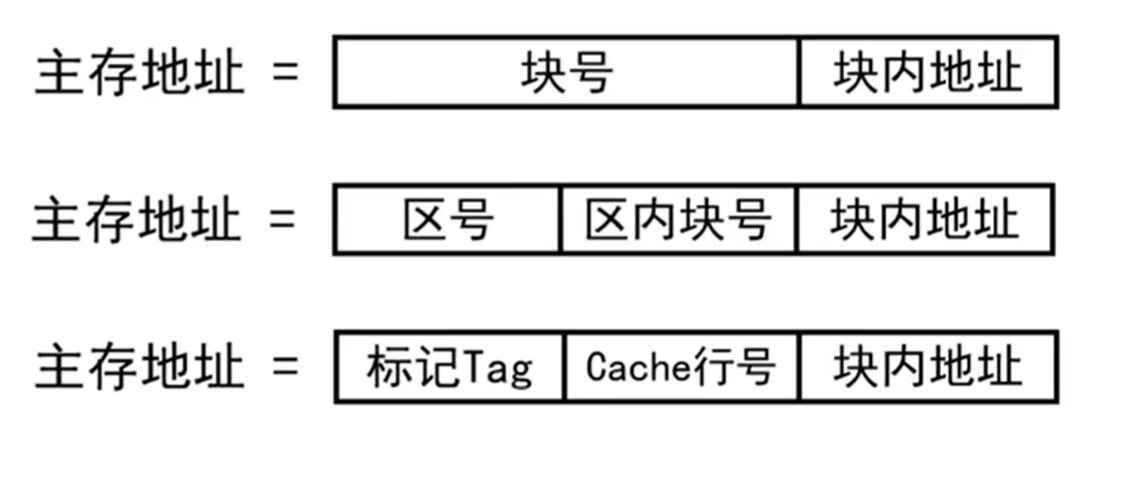 主存地址 = 块号 块内地址
主存地址 = 区号 区内块号 块内地址
主存地址 = 标记Tag Cache行号 块内地址